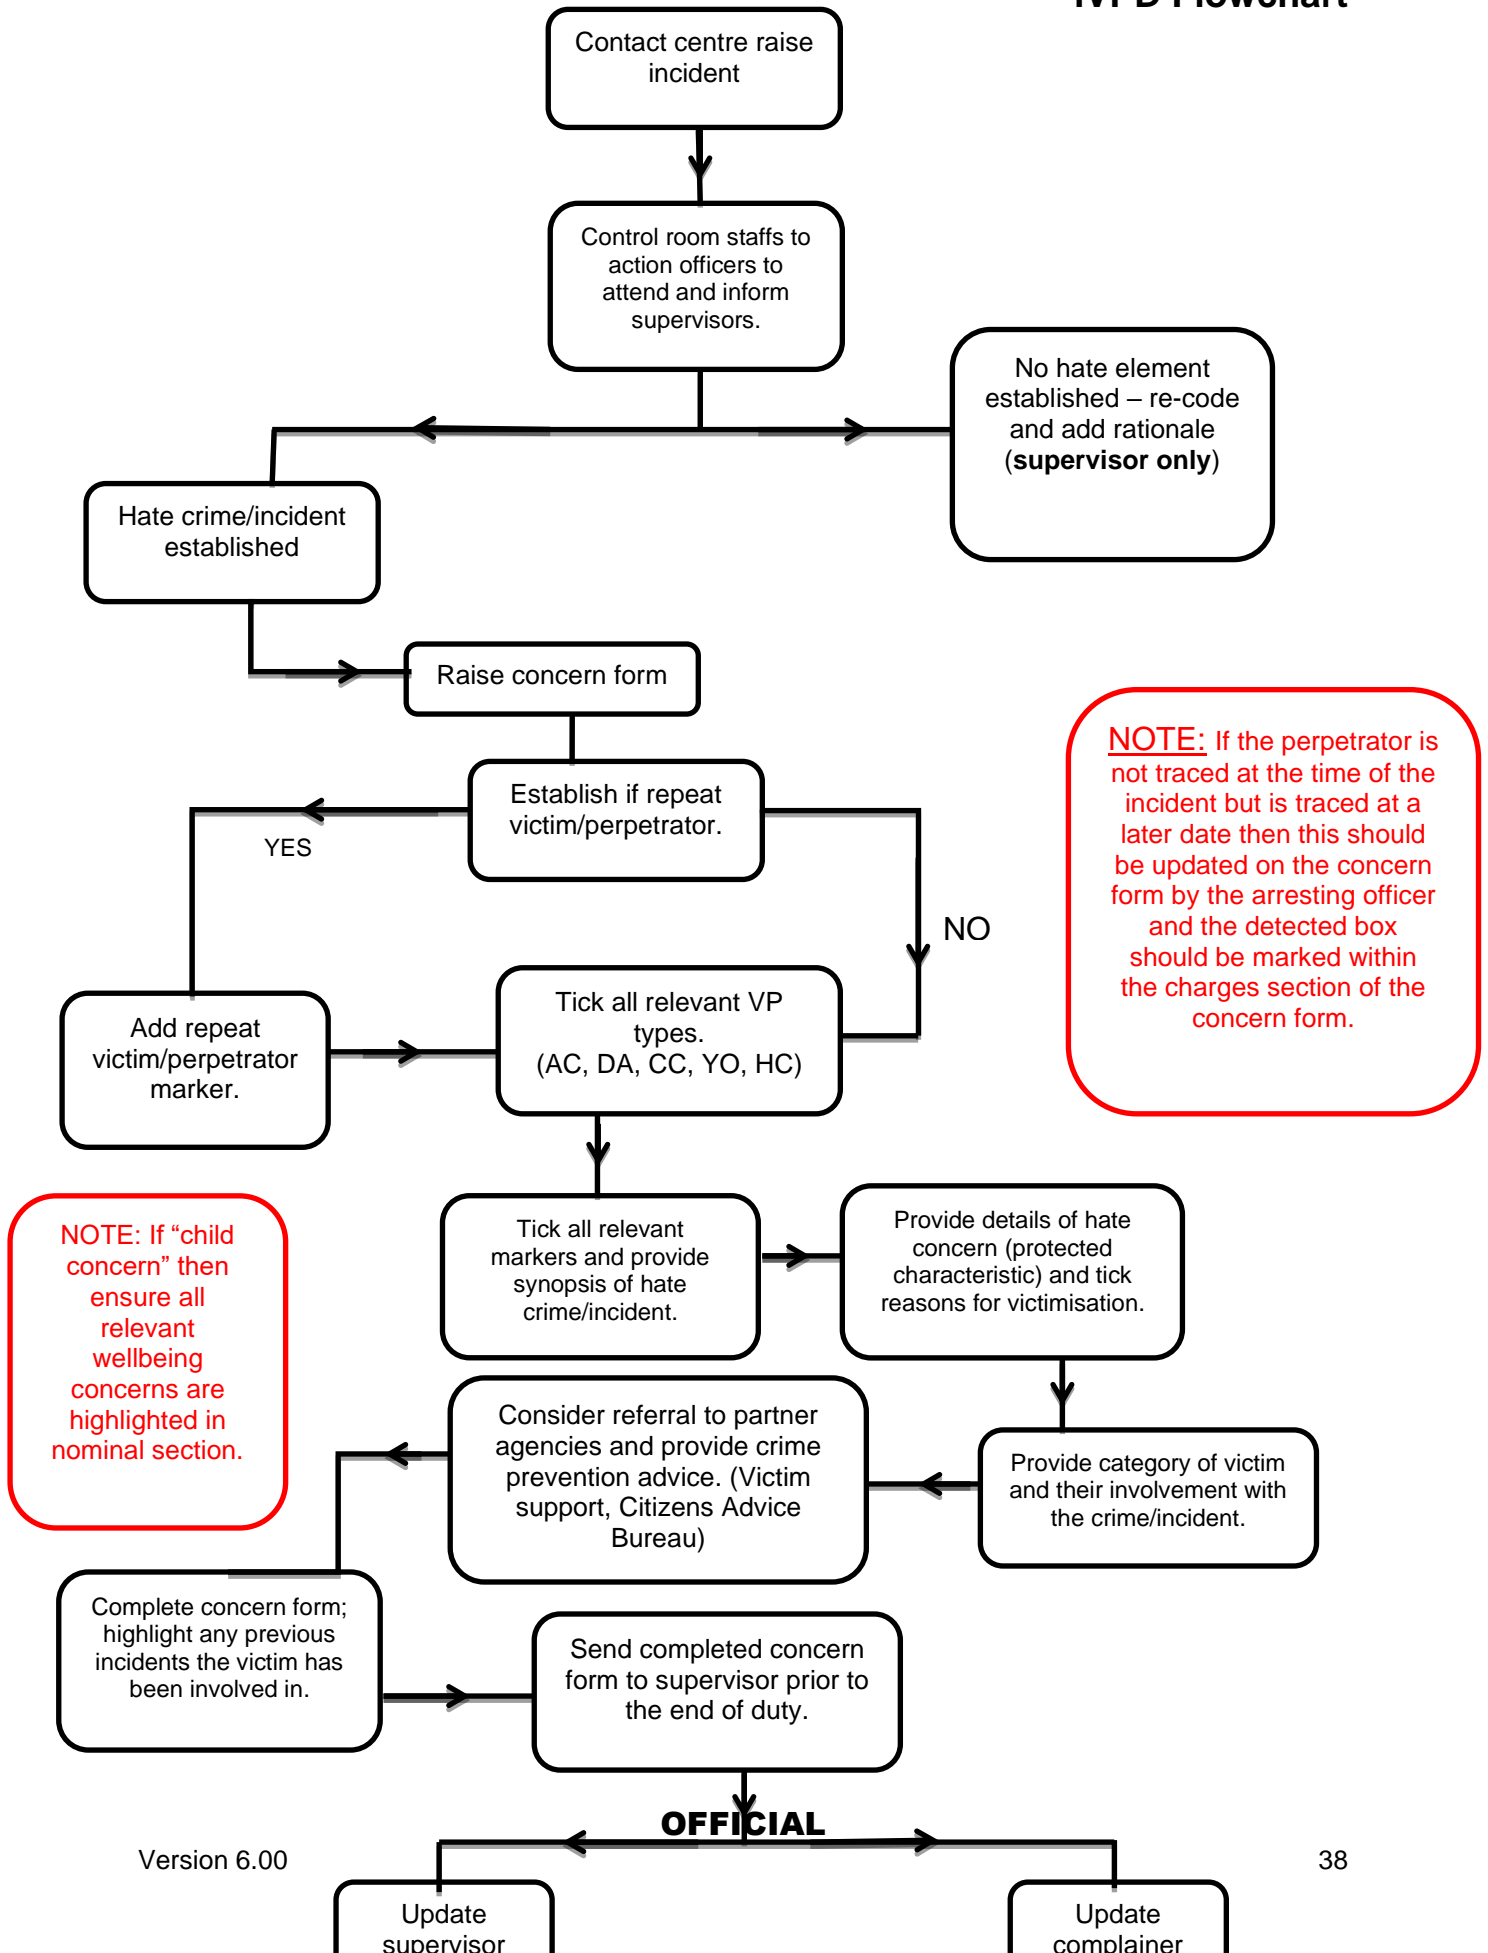 Flowchart
Contact centre raise
incident
Control room staffs to
action officers to
attend and inform
supervisors.
No hate element
established – re-code
and add rationale
(supervisor only)
Hate crime/incident
established
Raise concern form
NOTE: If the perpetrator is
not traced at the time of the
incident but is traced at a
later date then this should
be updated on the concern
form by the arresting officer
and the detected box
should be marked within
the charges section of the
concern form.
Establish if repeat
victim/perpetrator.
YES
NO
Add repeat
victim/perpetrator
marker.
Tick all relevant VP
types.
(AC, DA, CC, YO, HC)
NOTE: If “child
concern” then
ensure all
relevant
wellbeing
concerns are
highlighted in
nominal section.
Tick all relevant
markers and provide
synopsis of hate
crime/incident.
Provide details of hate
concern (protected
characteristic) and tick
reasons for victimisation.
Consider referral to partner
agencies and provide crime
prevention advice. (Victim
support, Citizens Advice
Bureau)
Provide category of victim
and their involvement with
the crime/incident.
Complete concern form;
highlight any previous
incidents the victim has
been involved in.
Send completed concern
form to supervisor prior to
the end of duty.
OFFICIAL
Version 6.00
38
Update
supervisor
Update
complainer